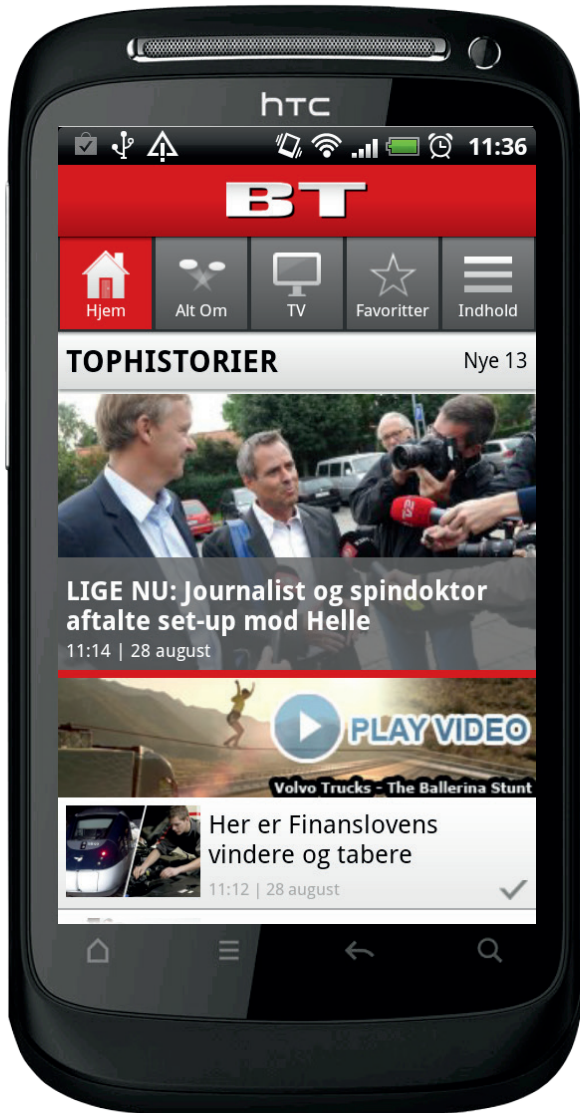 hTC
11:36
BT
Hjem
Alt Om
TV
Favoritter
Indhold
TOPHISTORIER
Nye 13
LIGE NU: Journalist og spindoktor
aftalte set-up mod Helle
11:14 | 28 august
PLAY VIDEO
Volvo Trucks - The Ballerina Stunt
Her er Finanslovens
vindere og tabere
11:12 | 28 august